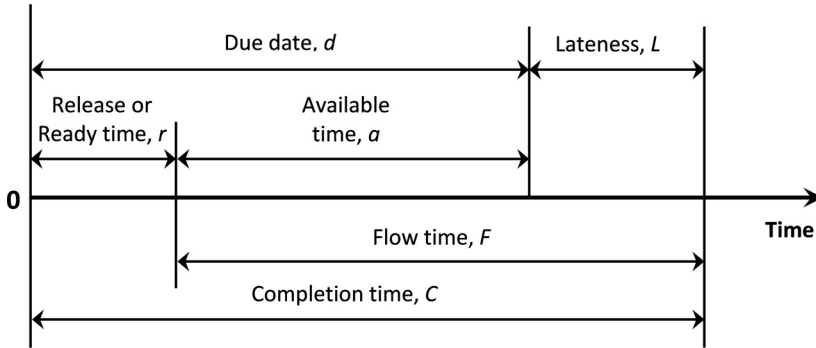 Due date. d
Lateness, L
Release or
Ready time, r
Available
time, a
0
Time
Flow time, F
Completion time, C